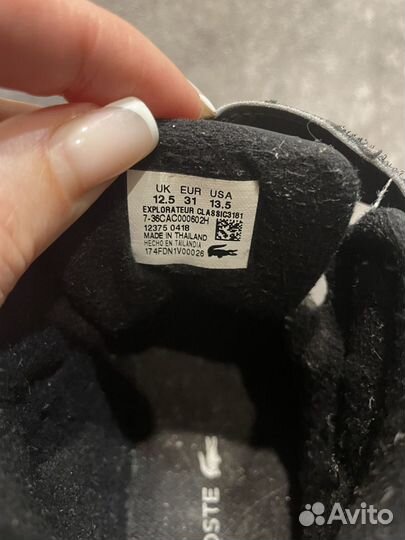 UK EUR USA
12.5 31 13.5
EXPLORATEUR CLASSIC3181
7-36CAC000602H
12375 0418
MADE IN THAILAND
HECHO EN TAILANDIA
174FDN1V00026
OSTE
Avito